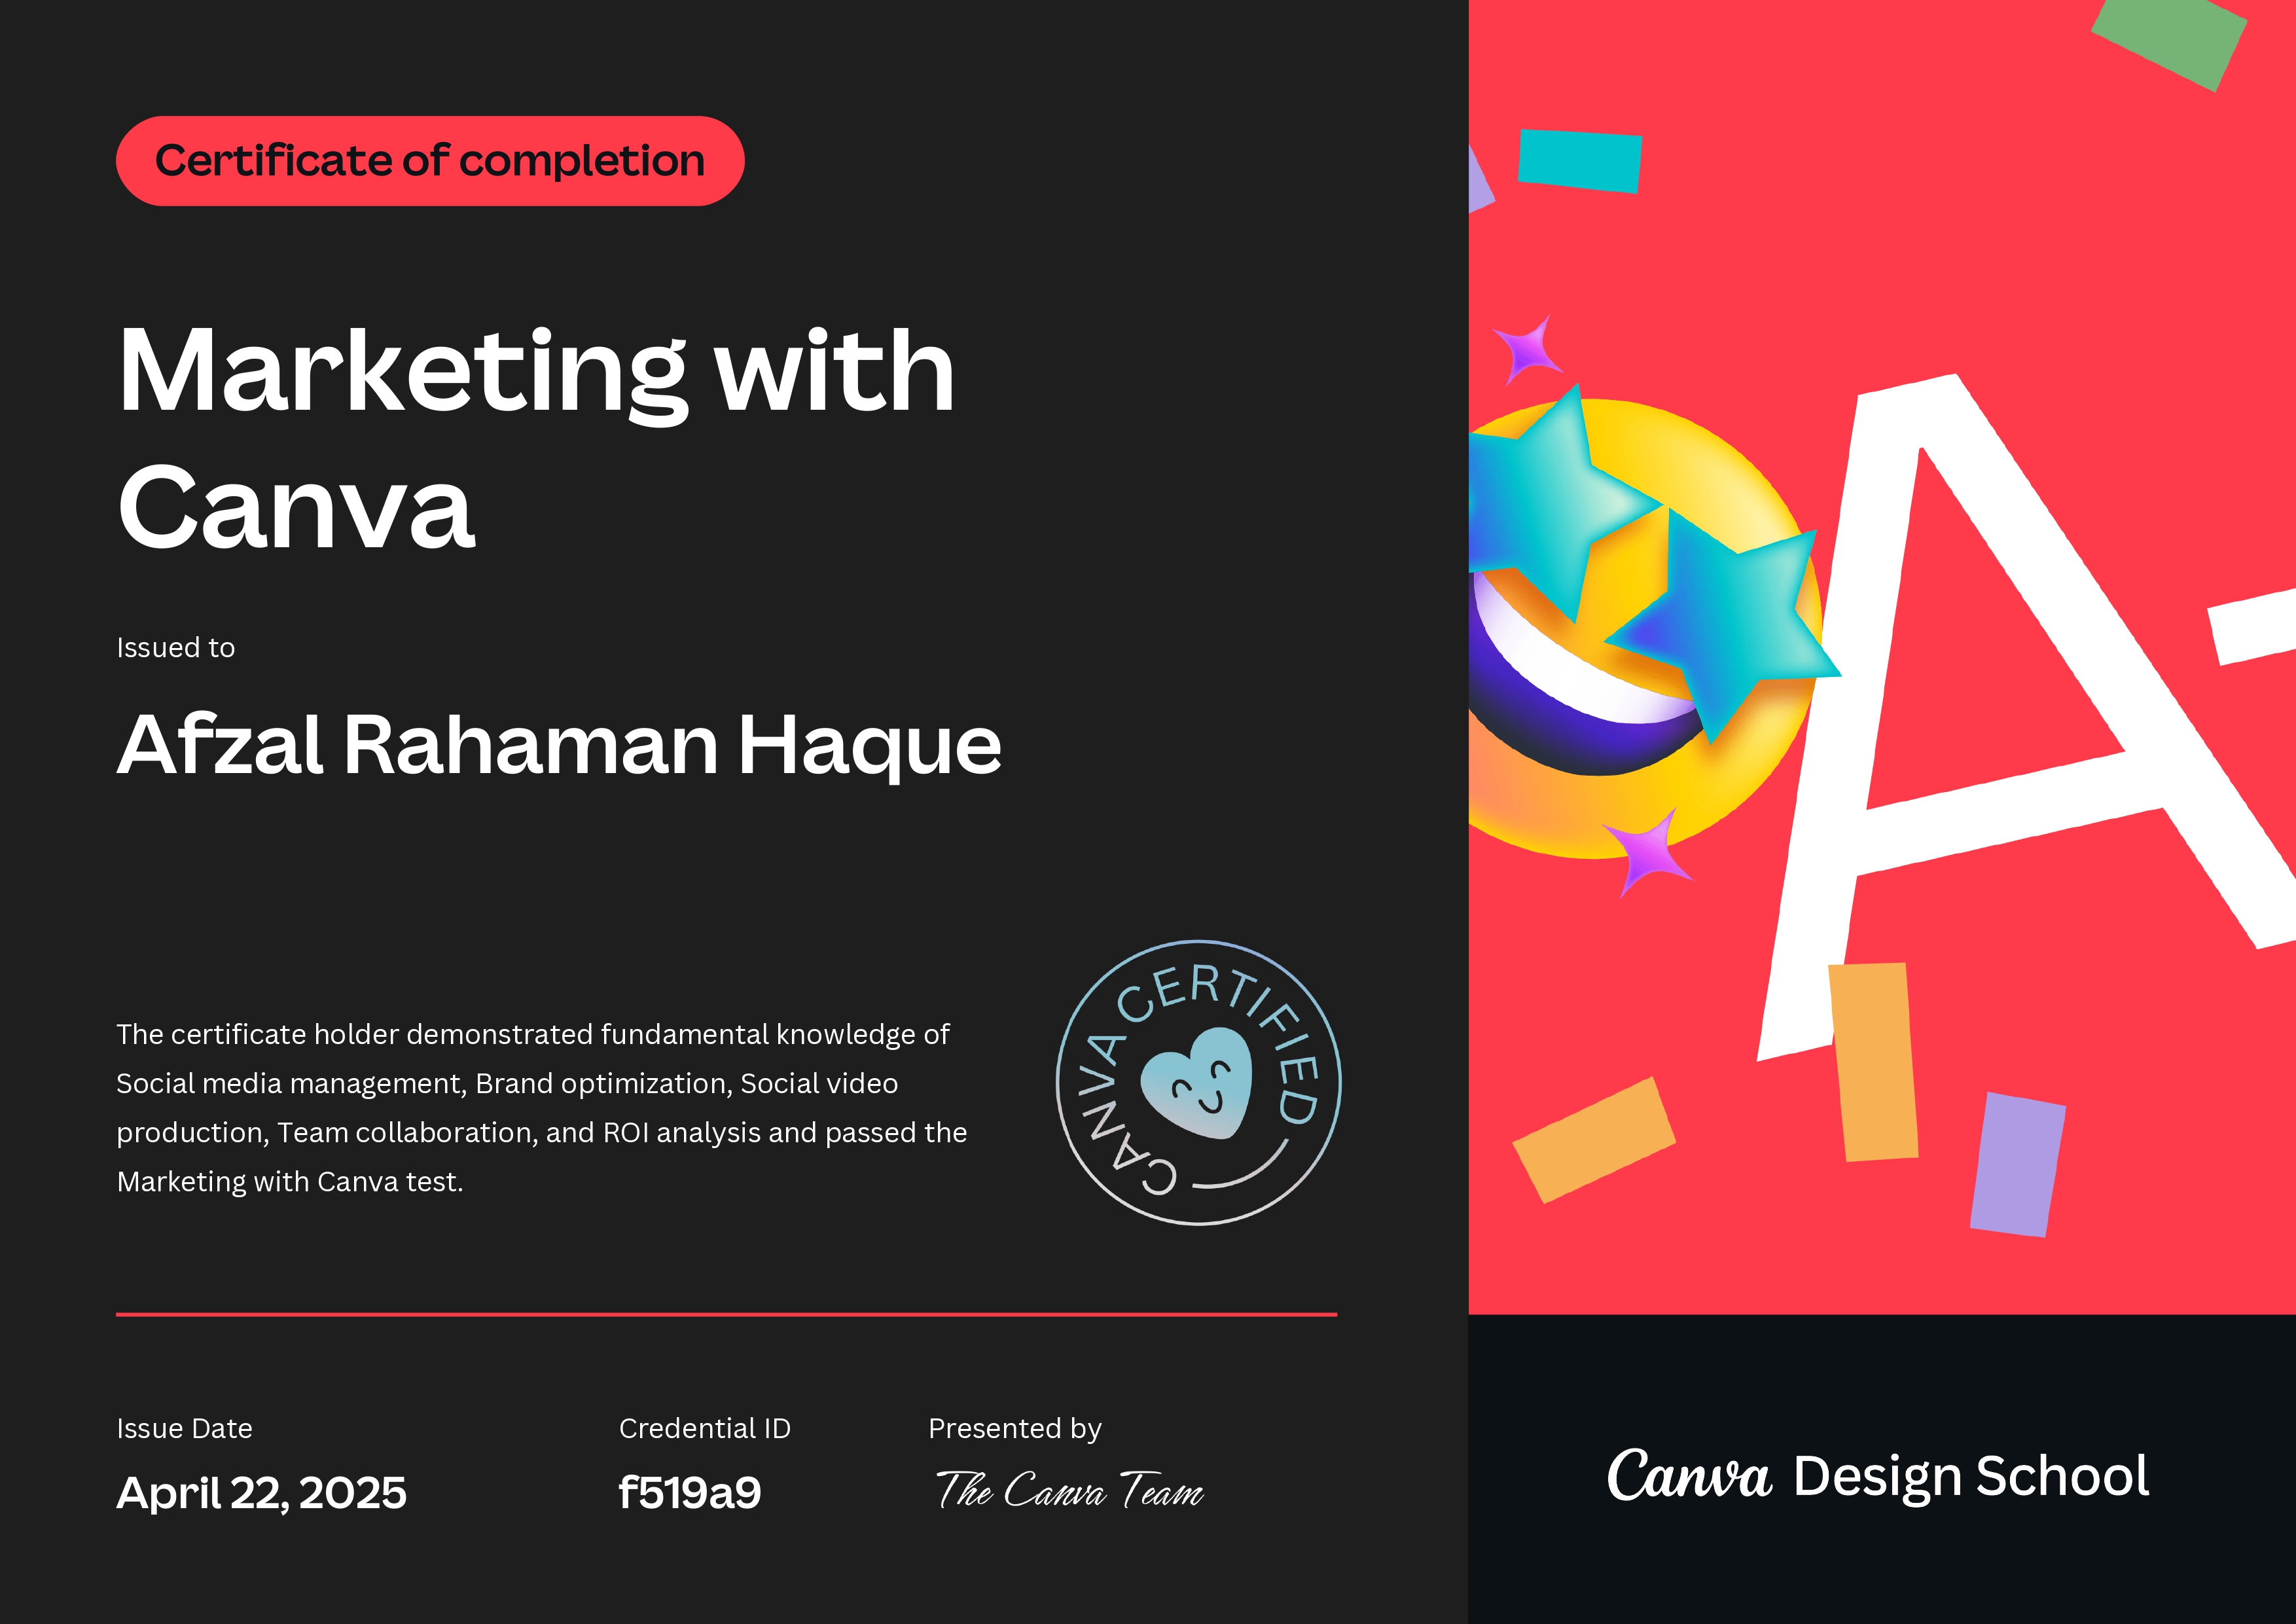 Certificate of completion
Marketing with
Canva
Issued to
Afzal Rahaman Haque
The certificate holder demonstrated fundamental knowledge of
Social media management, Brand optimization, Social video
production, Team collaboration, and ROI analysis and passed the
Marketing with Canva test.
CANVA CERTIFIED
Issue Date
April 22, 2025
Credential ID
f519a9
Presented by
The Canva Team
A
Canva Design School